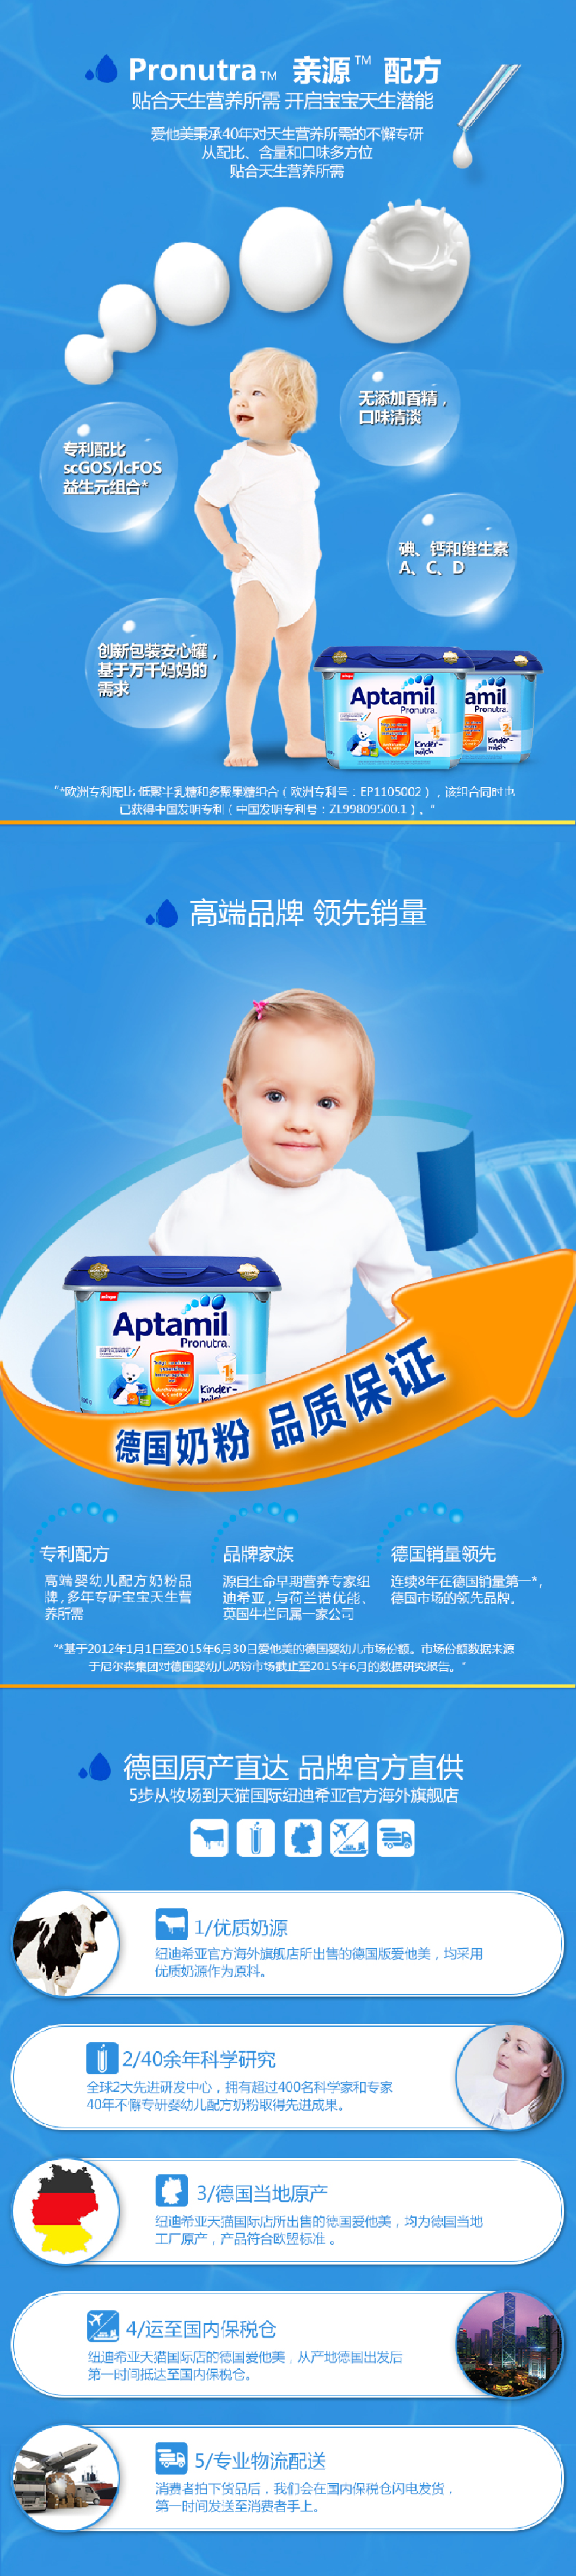 Pronutra™ 亲源™ 配方
贴合天生营养所需 开启宝宝天生潜能
爱他美秉承40年对天生营养所需的不懈专研
从配比、含量和口味多方位
贴合天生营养所需
无添加香精，
口味清淡
专利配比
scGOS/lcFOS
益生元组合*
碘、钙和维生素
A、C、D
创新包装安心罐，
基于万千妈妈的
需求
Aptamil
Pronutra
Kinder-
milch
amil
Pronutra
Kinder-
milch
"*欧洲专利配比低聚半乳糖和多聚果糖组合（欧洲专利号：EP1105002），该组合同时也
已获得中国发明专利（中国发明专利号：ZL99809500.1）。"
高端品牌 领先销量
Aptamil
Pronutra
Kinder-
德国奶粉 品质保证
专利配方
高端婴幼儿配方奶粉品
牌，多年专研宝宝天生营
养所需
品牌家族
源自生命早期营养专家纽
迪希亚，与荷兰诺优能、
英国牛栏同属一家公司
德国销量领先
连续8年在德国销量第一*，
德国市场的领先品牌。
"*基于2012年1月1日至2015年6月30日爱他美的德国婴幼儿市场份额。市场份额数据来源
于尼尔森集团对德国婴幼儿奶粉市场截止至2015年6月的数据研究报告。"
德国原产直达 品牌官方直供
5步从牧场到天猫国际纽迪希亚官方海外旗舰店
1/优质奶源
纽迪希亚官方海外旗舰店所出售的德国版爱他美，均采用
优质奶源作为原料。
2/40余年科学研究
全球2大先进研发中心，拥有超过400名科学家和专家
40年不懈专研婴幼儿配方奶粉取得先进成果。
3/德国当地原产
纽迪希亚天猫国际店所出售的德国爱他美，均为德国当地
工厂原产，产品符合欧盟标准。
4/运至国内保税仓
纽迪希亚天猫国际店的德国爱他美，从产地德国出发后
第一时间抵达至国内保税仓。
5/专业物流配送
消费者拍下货品后，我们会在国内保税仓闪电发货，
第一时间发送至消费者手上。